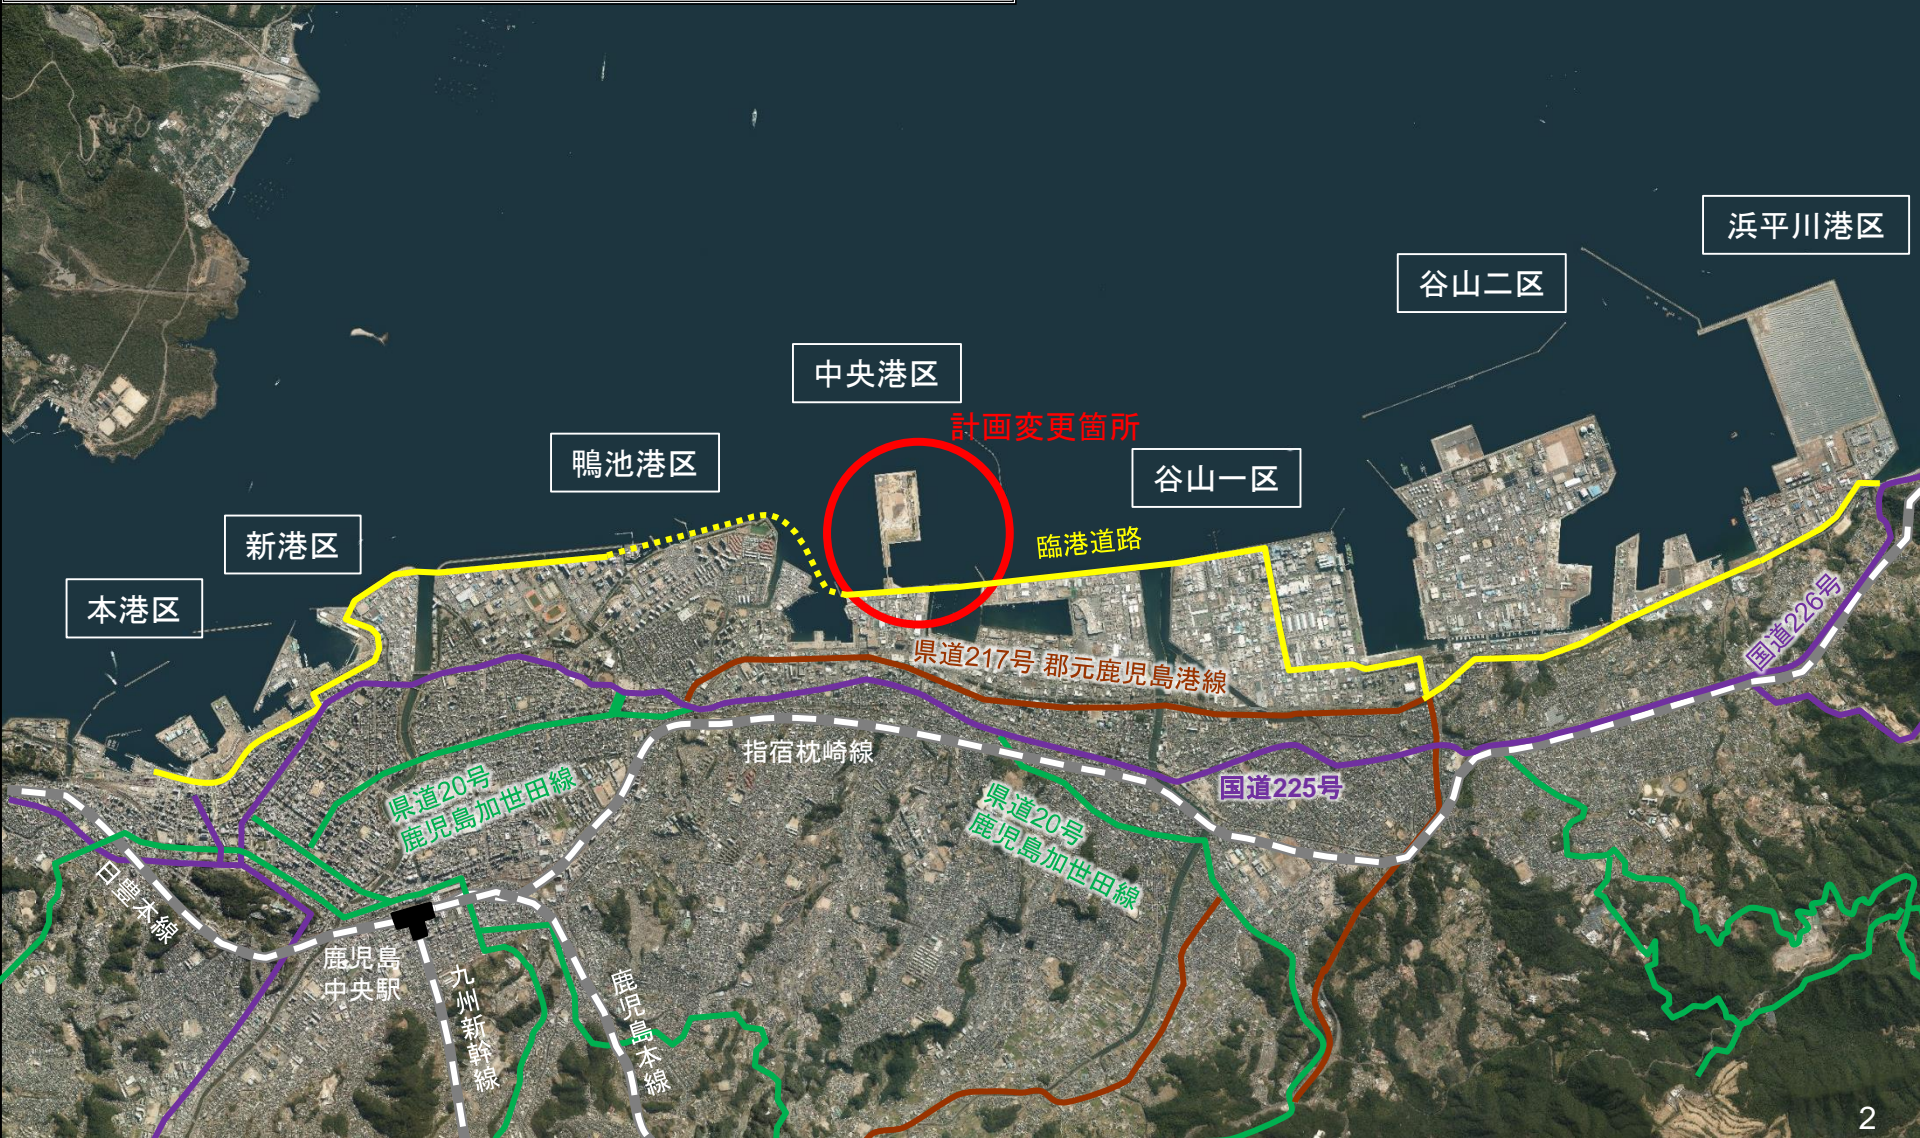 浜平川港区
谷山二区
中央港区
計画変更箇所
鴨池港区
谷山一区
新港区
臨港道路
本港区
国道226号
県道217号 郡元鹿児島港線
指宿枕崎線
国道225号
県道20号
鹿児島加世田線
県道20号
鹿児島加世田線
日豊本線
鹿児島
中央駅
九州新幹線
鹿児島本線
2